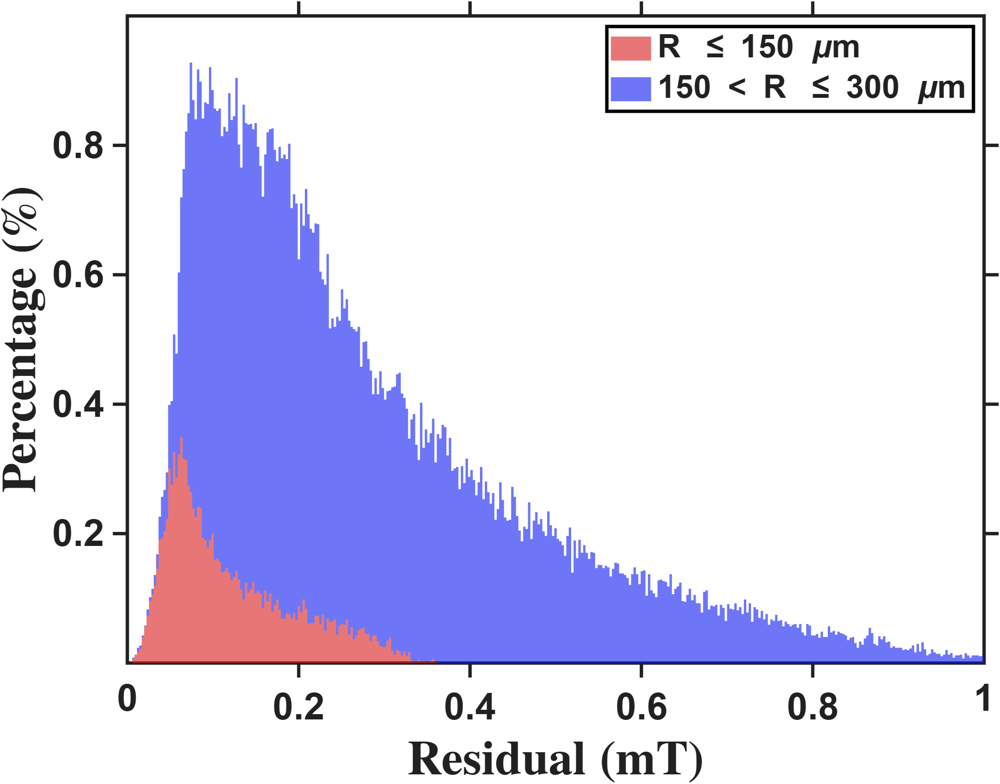 R ≤ 150 μm
150 < R ≤ 300 μm
Percentage (%)
0.8
0.6
0.4
0.2
0 0.2 0.4 0.6 0.8 1
Residual (mT)